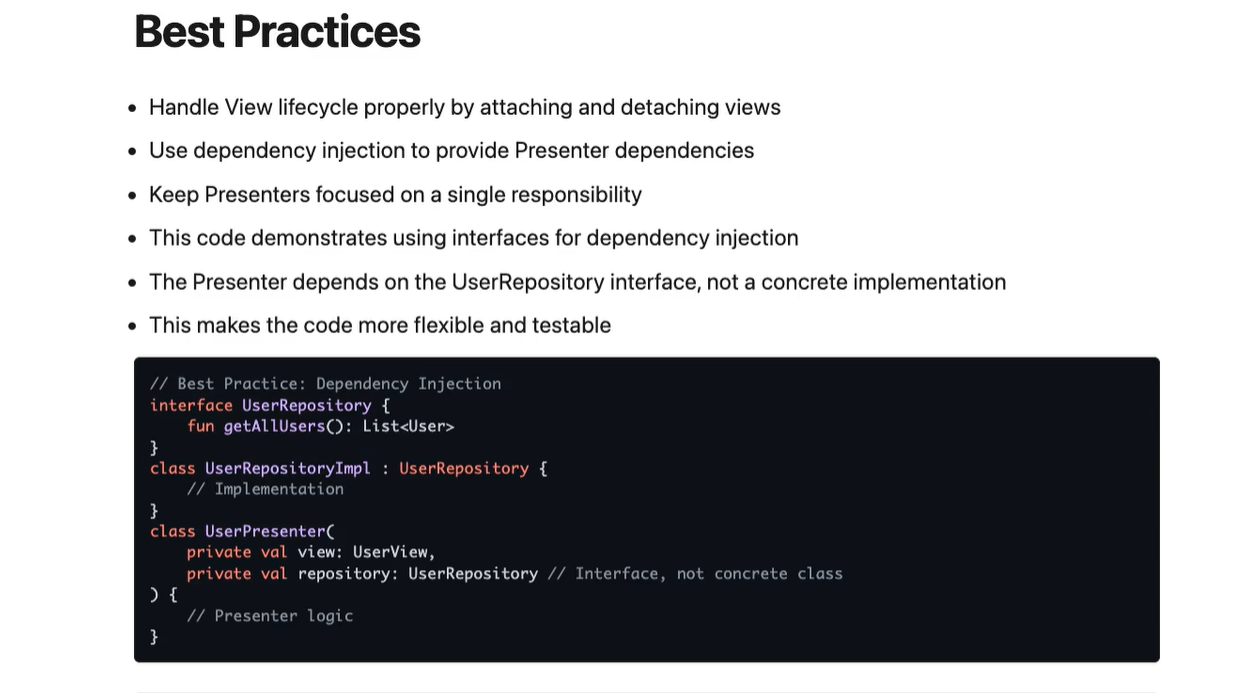 Best Practices
• Handle View lifecycle properly by attaching and detaching views
• Use dependency injection to provide Presenter dependencies
• Keep Presenters focused on a single responsibility
• This code demonstrates using interfaces for dependency injection
• The Presenter depends on the UserRepository interface, not a concrete implementation
• This makes the code more flexible and testable
// Best Practice: Dependency Injection
interface UserRepository {
    fun getAllUsers(): List<User>
}
class UserRepositoryImpl : UserRepository {
    // Implementation
}
class UserPresenter(
    private val view: UserView,
    private val repository: UserRepository // Interface, not concrete class
) {
    // Presenter logic
}